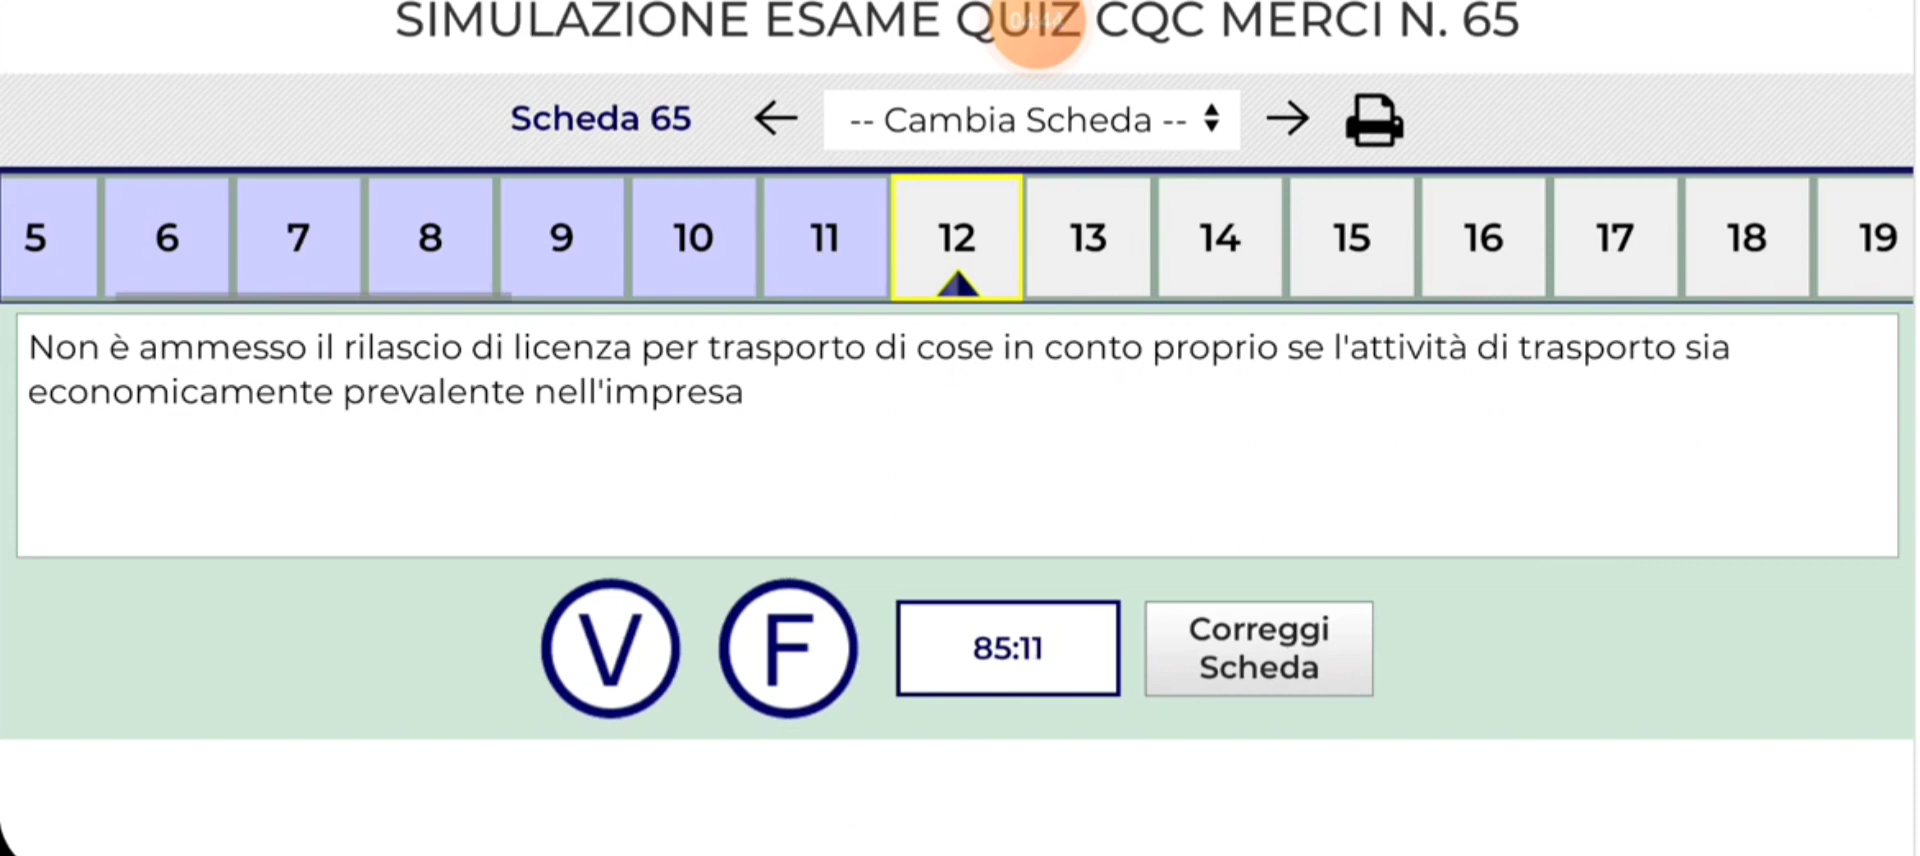 SIMULAZIONE ESAME QUIZ CQC MERCI N. 65
04:44
Scheda 65
-- Cambia Scheda --
5 6 7 8 9 10 11 12 13 14 15 16 17 18 19
Non è ammesso il rilascio di licenza per trasporto di cose in conto proprio se l'attività di trasporto sia
economicamente prevalente nell'impresa
V F 85:11
Correggi
Scheda